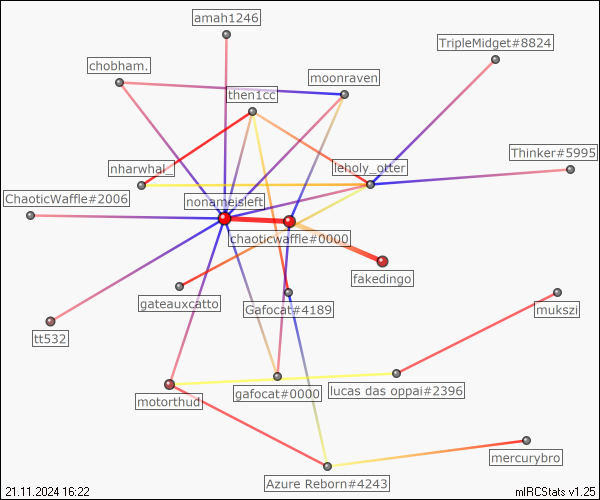 amah1246
TripleMidget#8824
chobham.
moonraven
then1cc
Thinker#5995
nharwhal_
leholy_otter
ChaoticWaffle#2006
nonameisleft
chaoticwaffle#0000
fakedingo
gateauxcatto
Gafocat#4189
mukszi
tt532
lucas das oppai#2396
gafocat#0000
motorthud
mercurybro
Azure Reborn#4243
21.11.2024 16:22
mIRCStats v1.25